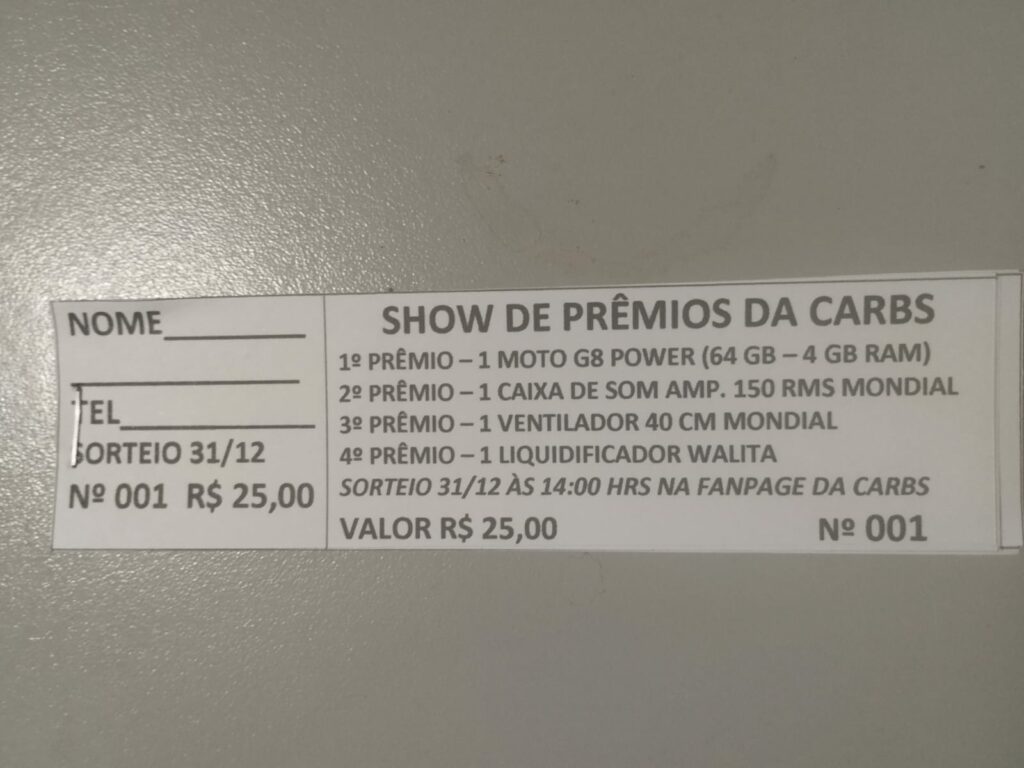 NOME
TEL
SORTEIO 31/12
Nº 001 R$ 25,00
SHOW DE PRÊMIOS DA CARBS
1º PRÊMIO – 1 MOTO G8 POWER (64 GB – 4 GB RAM)
2º PRÊMIO – 1 CAIXA DE SOM AMP. 150 RMS MONDIAL
3º PRÊMIO – 1 VENTILADOR 40 CM MONDIAL
4º PRÊMIO – 1 LIQUIDIFICADOR WALITA
SORTEIO 31/12 ÀS 14:00 HRS NA FANPAGE DA CARBS
VALOR R$ 25,00 Nº 001